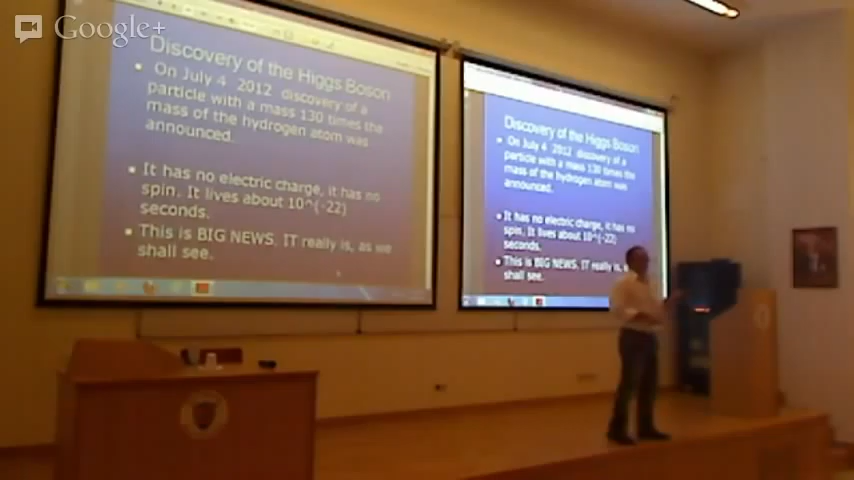 Google+
Discovery of the Higgs Boson
• On July 4 2012 discovery of a
particle with a mass 130 times the
mass of the hydrogen atom was
announced.
• It has no electric charge, it has no
spin. It lives about 10^(-22)
seconds.
• This is BIG NEWS. IT really is, as we
shall see.
Discovery of the Higgs Boson
• On July 4 2012 discovery of a
particle with a mass 130 times the
mass of the hydrogen atom was
announced.
• It has no electric charge, it has no
spin. It lives about 10^(-22)
seconds.
• This is BIG NEWS. IT really is,
shall see.